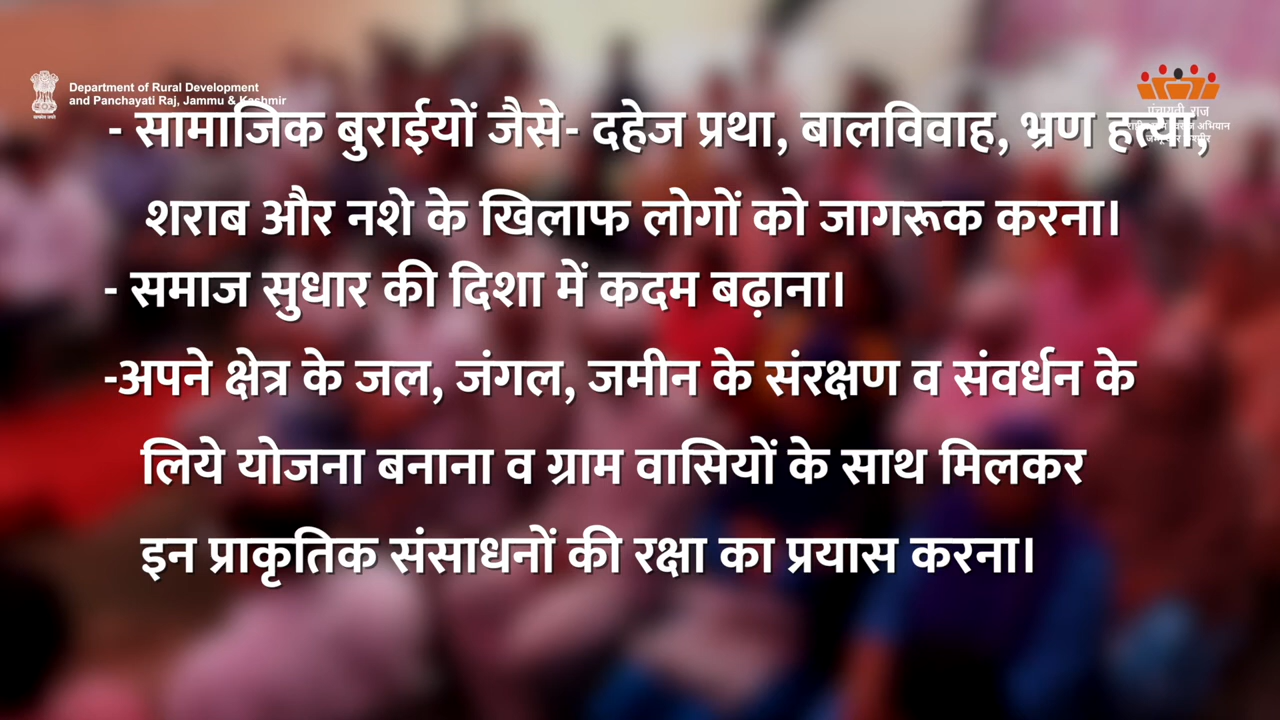 Department of Rural Development
and Panchayati Raj, Jammu & Kashmir
पंचायती राज
- सामाजिक बुराईयों जैसे- दहेज प्रथा, बालविवाह, भ्रण हत्या,
शराब और नशे के खिलाफ लोगों को जागरूक करना।
- समाज सुधार की दिशा में कदम बढ़ाना।
-अपने क्षेत्र के जल, जंगल, जमीन के संरक्षण व संवर्धन के
लिये योजना बनाना व ग्राम वासियों के साथ मिलकर
इन प्राकृतिक संसाधनों की रक्षा का प्रयास करना।